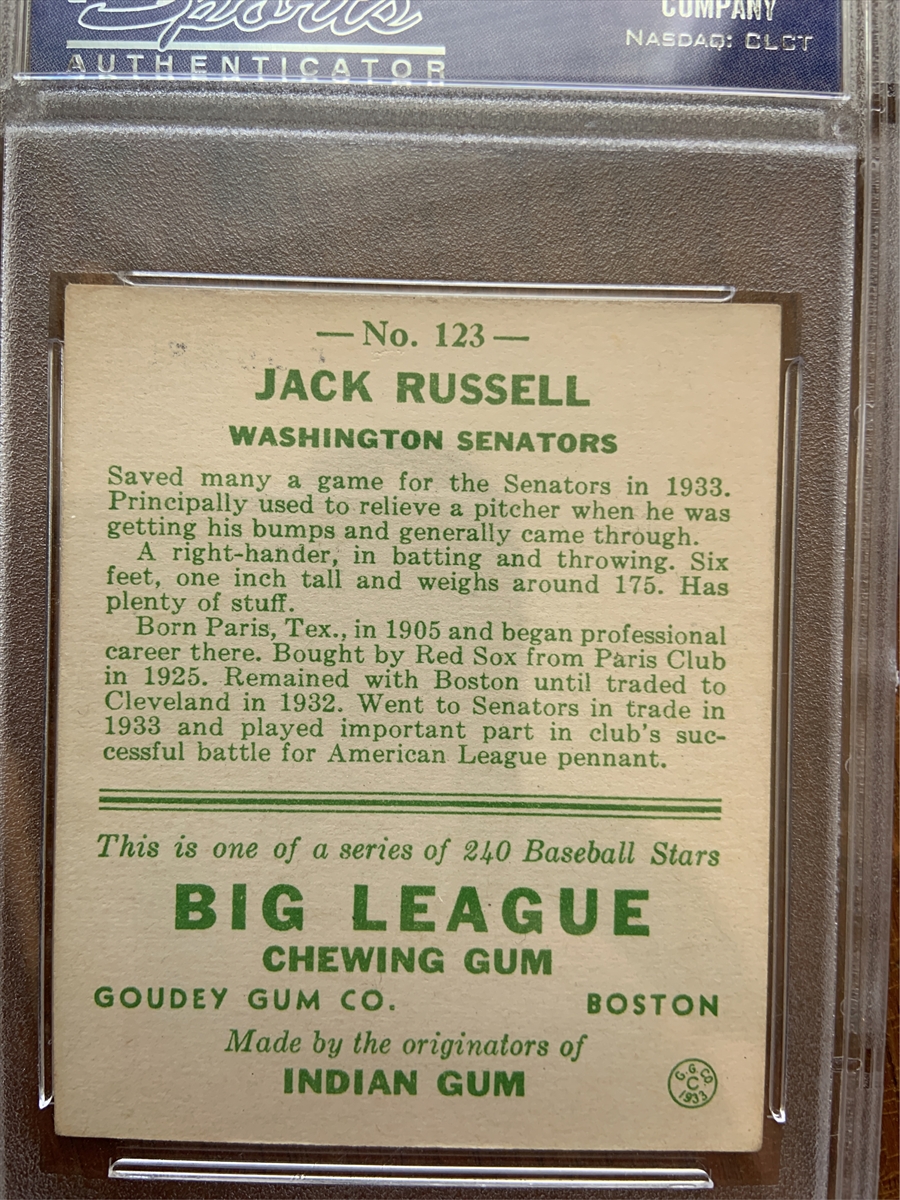 Sports
AUTHENTICATOR
COMPANY
NASDAQ: CLCT
— No. 123 —
JACK RUSSELL
WASHINGTON SENATORS
Saved many a game for the Senators in 1933.
Principally used to relieve a pitcher when he was
getting his bumps and generally came through.
A right-hander, in batting and throwing. Six
feet, one inch tall and weighs around 175. Has
plenty of stuff.
Born Paris, Tex., in 1905 and began professional
career there. Bought by Red Sox from Paris Club
in 1925. Remained with Boston until traded to
Cleveland in 1932. Went to Senators in trade in
1933 and played important part in club's suc-
cessful battle for American League pennant.
This is one of a series of 240 Baseball Stars
BIG LEAGUE
CHEWING GUM
GOUDEY GUM CO. BOSTON
Made by the originators of
INDIAN GUM
G.G.CO
C
1933